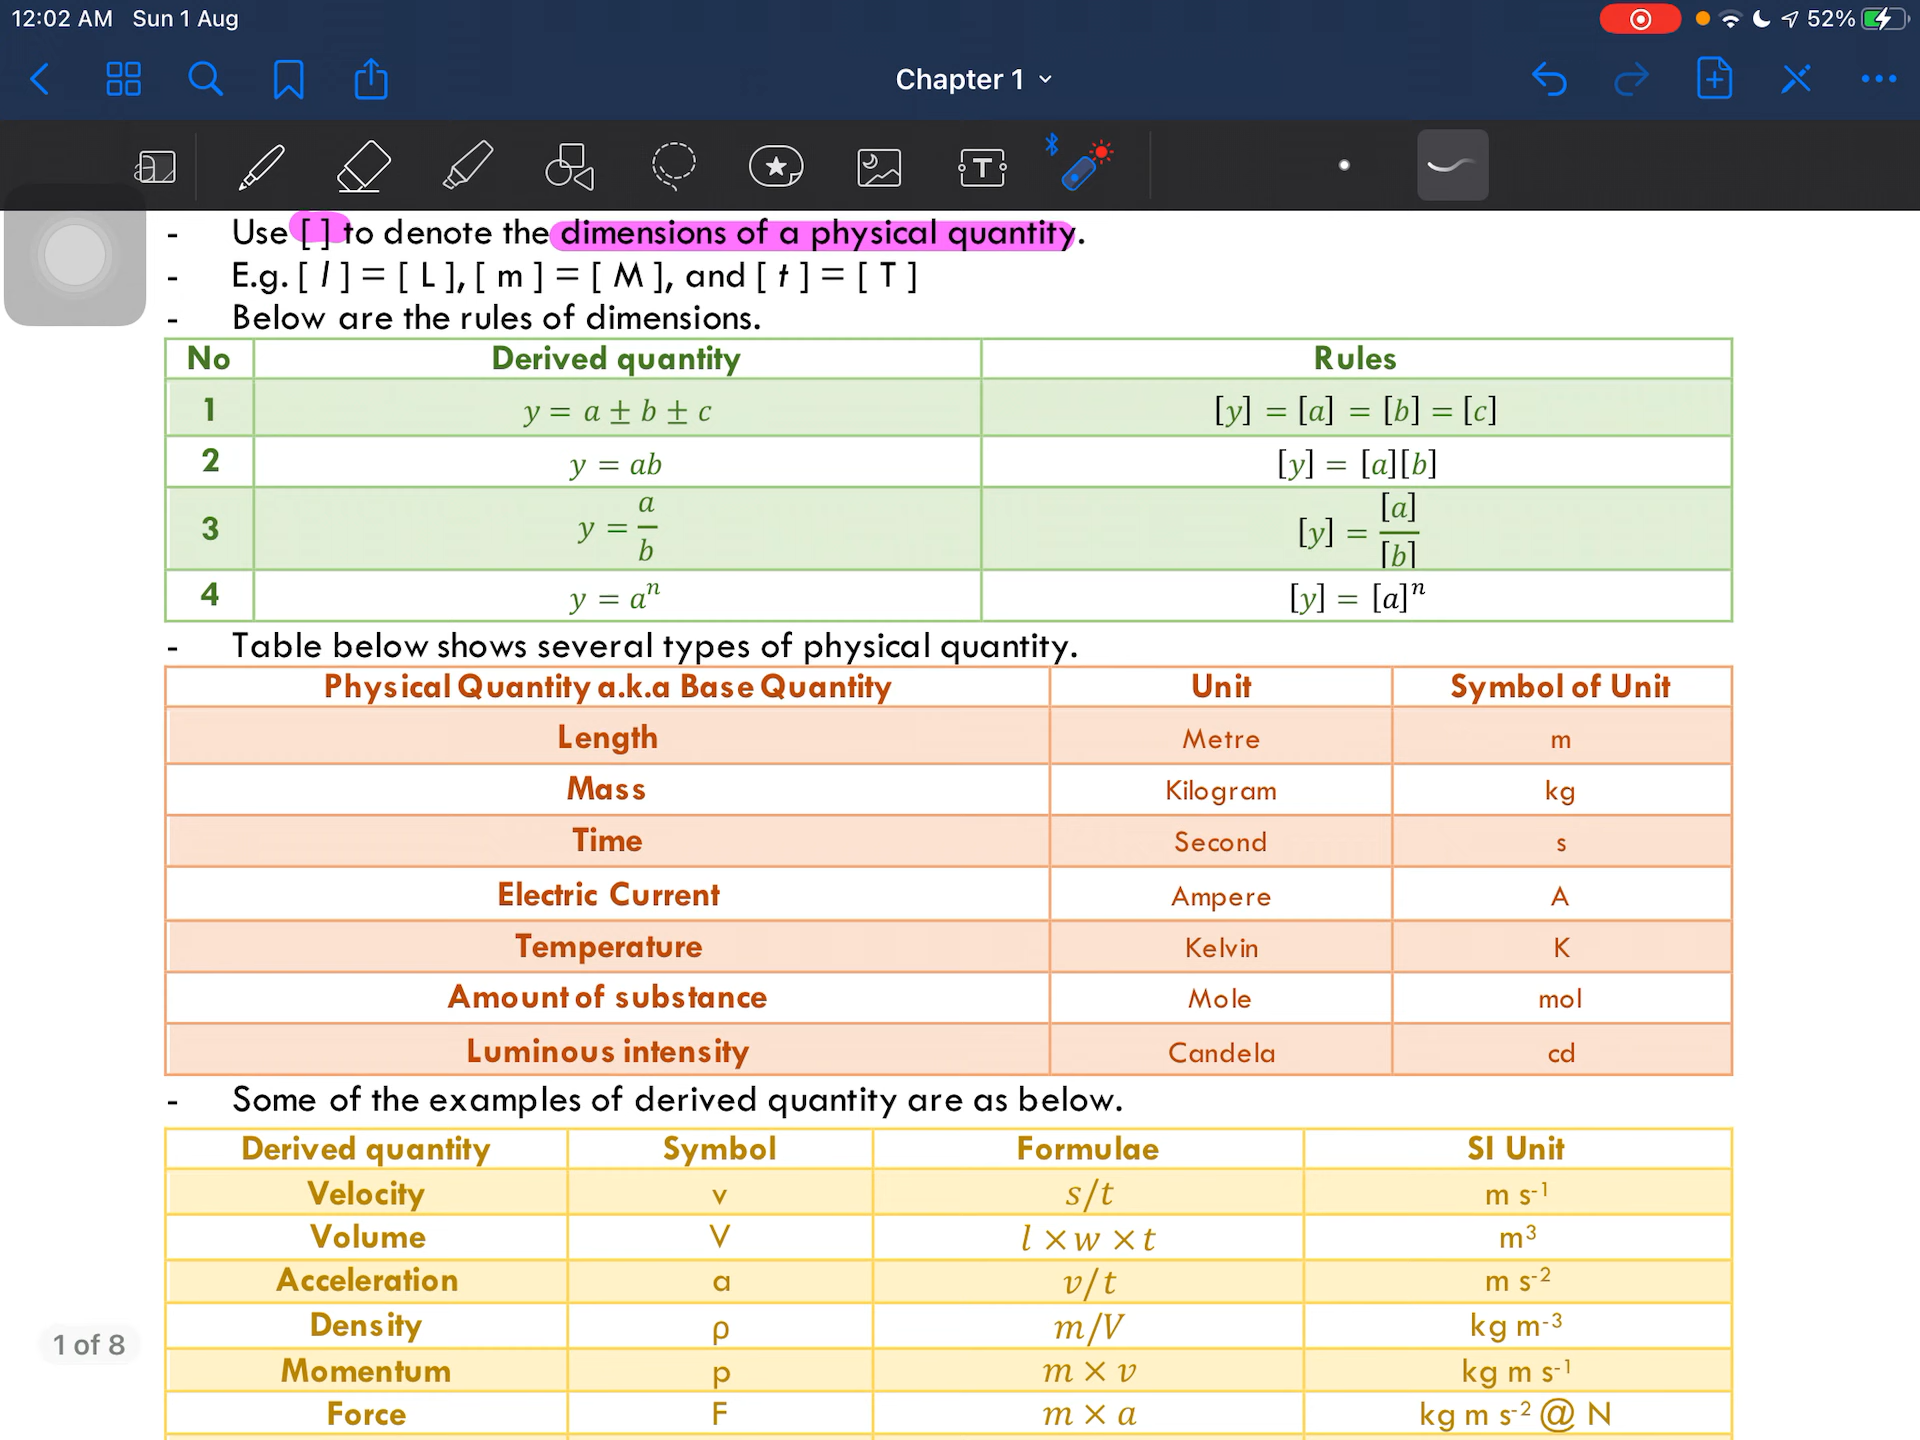 12:02 AM Sun 1 Aug 52%
Chapter 1
- Use [ ] to denote the dimensions of a physical quantity.
- E.g. [ l ] = [ L ], [ m ] = [ M ], and [ t ] = [ T ]
- Below are the rules of dimensions.
No Derived quantity Rules
1 y = a ± b ± c [y] = [a] = [b] = [c]
2 y = ab [y] = [a][b]
3 y = a/b [y] = [a]/[b]
4 y = aⁿ [y] = [a]ⁿ
- Table below shows several types of physical quantity.
Physical Quantity a.k.a Base Quantity Unit Symbol of Unit
Length Metre m
Mass Kilogram kg
Time Second s
Electric Current Ampere A
Temperature Kelvin K
Amount of substance Mole mol
Luminous intensity Candela cd
- Some of the examples of derived quantity are as below.
Derived quantity Symbol Formulae SI Unit
Velocity v s/t m s⁻¹
Volume V l × w × t m³
Acceleration a v/t m s⁻²
Density ρ m/V kg m⁻³
Momentum p m × v kg m s⁻¹
Force F m × a kg m s⁻² @ N
1 of 8